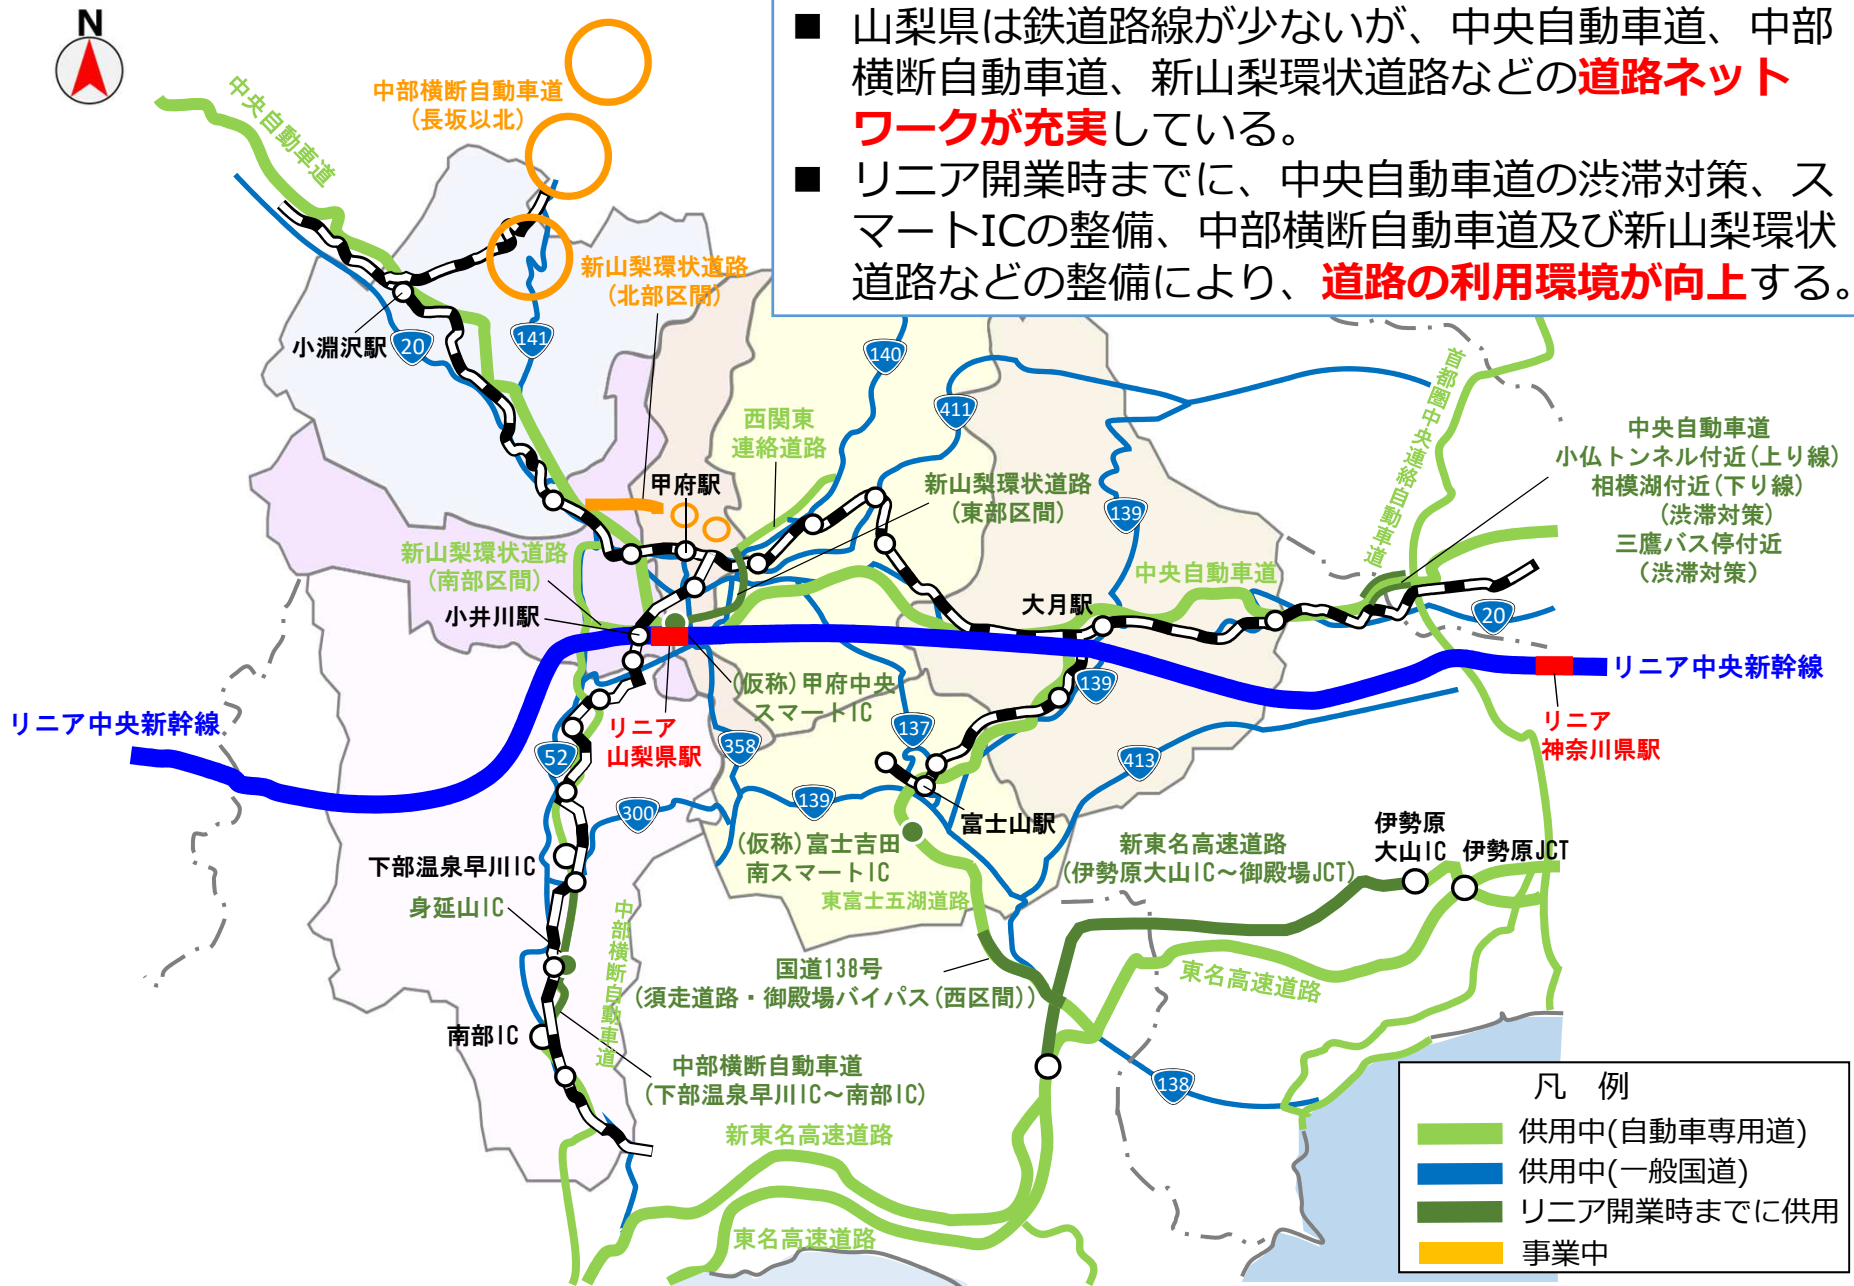 N
■ 山梨県は鉄道路線が少ないが、中央自動車道、中部
横断自動車道、新山梨環状道路などの道路ネット
ワークが充実している。
■ リニア開業時までに、中央自動車道の渋滞対策、ス
マートICの整備、中部横断自動車道及び新山梨環状
道路などの整備により、道路の利用環境が向上する。
中央自動車道
中部横断自動車道
(長坂以北)
新山梨環状道路
(北部区間)
小淵沢駅
20
141
140
411
西関東
連絡道路
首都圏中央連絡自動車道
中央自動車道
小仏トンネル付近(上り線)
相模湖付近(下り線)
(渋滞対策)
三鷹バス停付近
(渋滞対策)
甲府駅
新山梨環状道路
(東部区間)
139
新山梨環状道路
(南部区間)
中央自動車道
小井川駅
大月駅
20
リニア中央新幹線
リニア中央新幹線
(仮称)甲府中央
スマートIC
139
リニア
山梨県駅
リニア
神奈川県駅
52
358
137
413
300
139
富士山駅
(仮称)富士吉田
南スマートIC
新東名高速道路
(伊勢原大山IC～御殿場JCT)
伊勢原
大山IC
伊勢原JCT
下部温泉早川IC
身延山IC
東富士五湖道路
中部横断自動車道
国道138号
(須走道路・御殿場バイパス(西区間))
東名高速道路
南部IC
中部横断自動車道
(下部温泉早川IC～南部IC)
138
新東名高速道路
東名高速道路
凡　例
供用中(自動車専用道)
供用中(一般国道)
リニア開業時までに供用
事業中